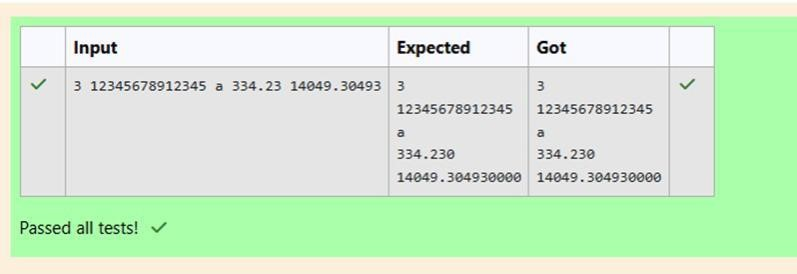 Input Expected Got
3 12345678912345 a 334.23 14049.30493 3 3
12345678912345 12345678912345
a a
334.230 334.230
14049.304930000 14049.304930000
Passed all tests!